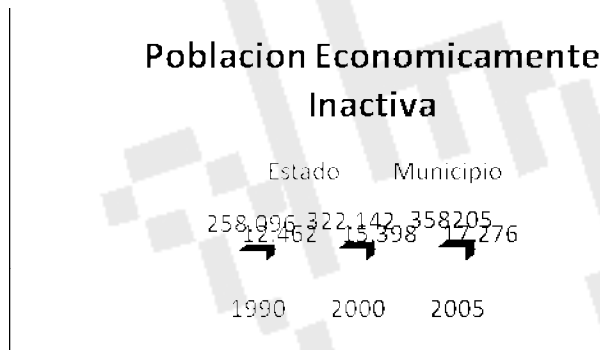 Poblacion Economicamente
Inactiva
Estado Municipio
258.096 322.142 358205
12.462 15.398 17.276
1990 2000 2005